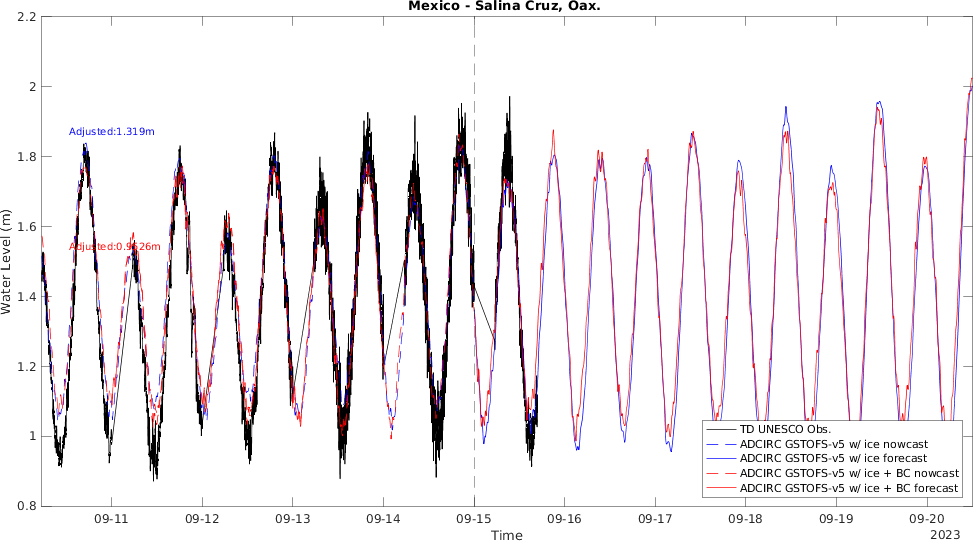 Mexico - Salina Cruz, Oax.
2.2
2
1.8
1.6
1.4
1.2
1
0.8
Water Level (m)
Adjusted:1.319m
TD UNESCO Obs.
ADCIRC GSTOFS-v5 w/ ice nowcast
ADCIRC GSTOFS-v5 w/ ice forecast
ADCIRC GSTOFS-v5 w/ ice + BC nowcast
ADCIRC GSTOFS-v5 w/ ice + BC forecast
09-11 09-12 09-13 09-14 09-15 09-16 09-17 09-18 09-19 09-20
Time
2023